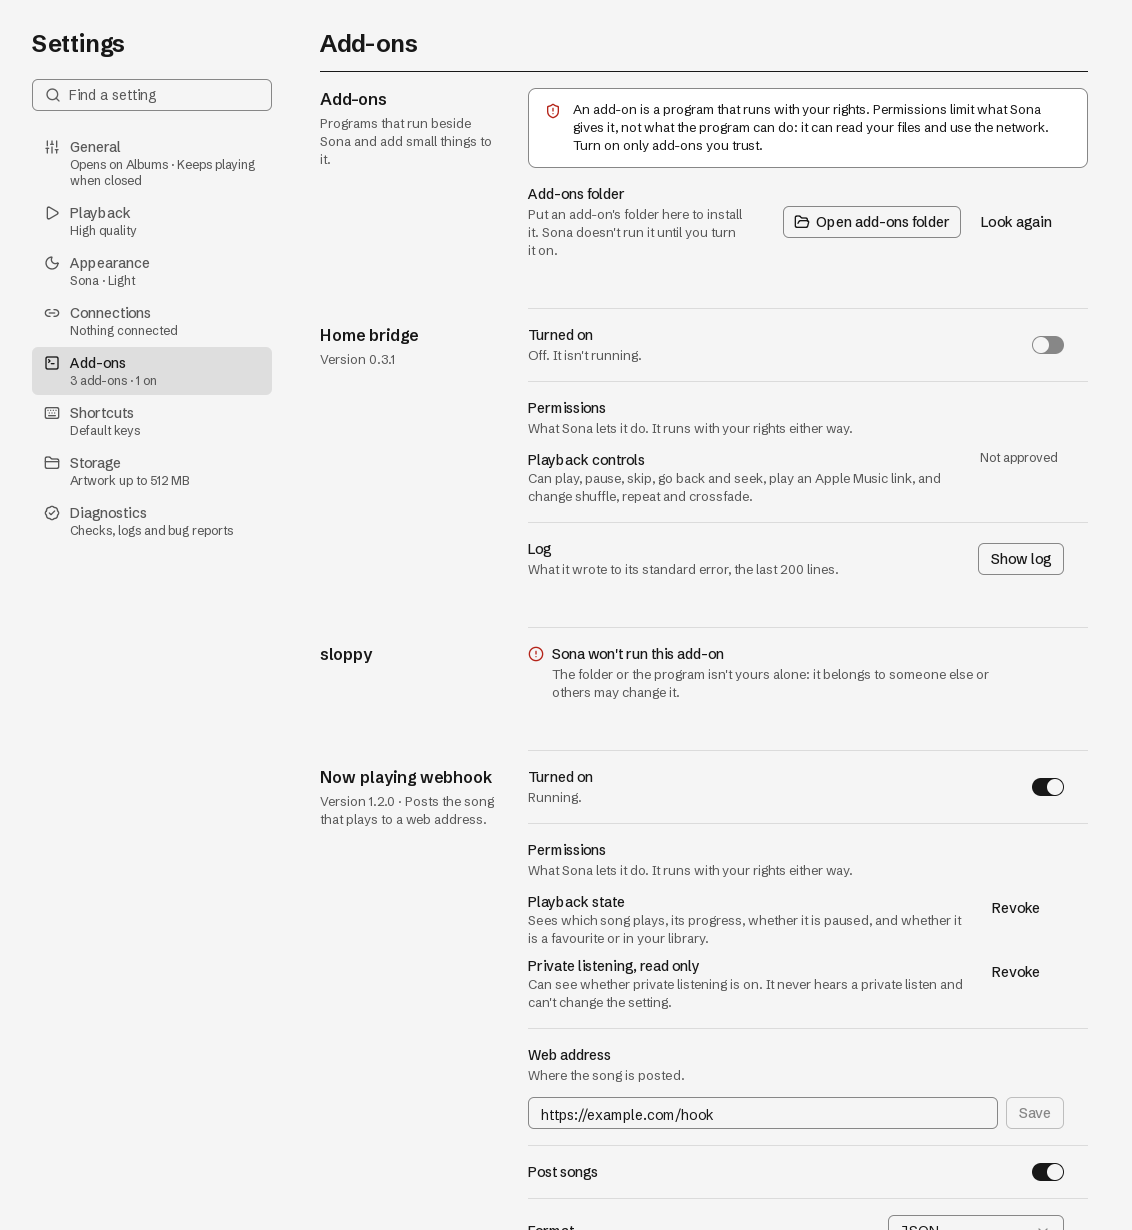 Settings
Find a setting
General
Opens on Albums · Keeps playing
when closed
Playback
High quality
Appearance
Sona · Light
Connections
Nothing connected
Add-ons
3 add-ons · 1 on
Shortcuts
Default keys
Storage
Artwork up to 512 MB
Diagnostics
Checks, logs and bug reports
Add-ons
Add-ons
Programs that run beside
Sona and add small things to
it.
An add-on is a program that runs with your rights. Permissions limit what Sona
gives it, not what the program can do: it can read your files and use the network.
Turn on only add-ons you trust.
Add-ons folder
Put an add-on's folder here to install
it. Sona doesn't run it until you turn
it on.
Open add-ons folder
Look again
Home bridge
Version 0.3.1
Turned on
Off. It isn't running.
Permissions
What Sona lets it do. It runs with your rights either way.
Playback controls
Can play, pause, skip, go back and seek, play an Apple Music link, and
change shuffle, repeat and crossfade.
Not approved
Log
What it wrote to its standard error, the last 200 lines.
Show log
sloppy
Sona won't run this add-on
The folder or the program isn't yours alone: it belongs to someone else or
others may change it.
Now playing webhook
Version 1.2.0 · Posts the song
that plays to a web address.
Turned on
Running.
Permissions
What Sona lets it do. It runs with your rights either way.
Playback state
Sees which song plays, its progress, whether it is paused, and whether it
is a favourite or in your library.
Revoke
Private listening, read only
Can see whether private listening is on. It never hears a private listen and
can't change the setting.
Revoke
Web address
Where the song is posted.
https://example.com/hook
Save
Post songs
Format
JSON